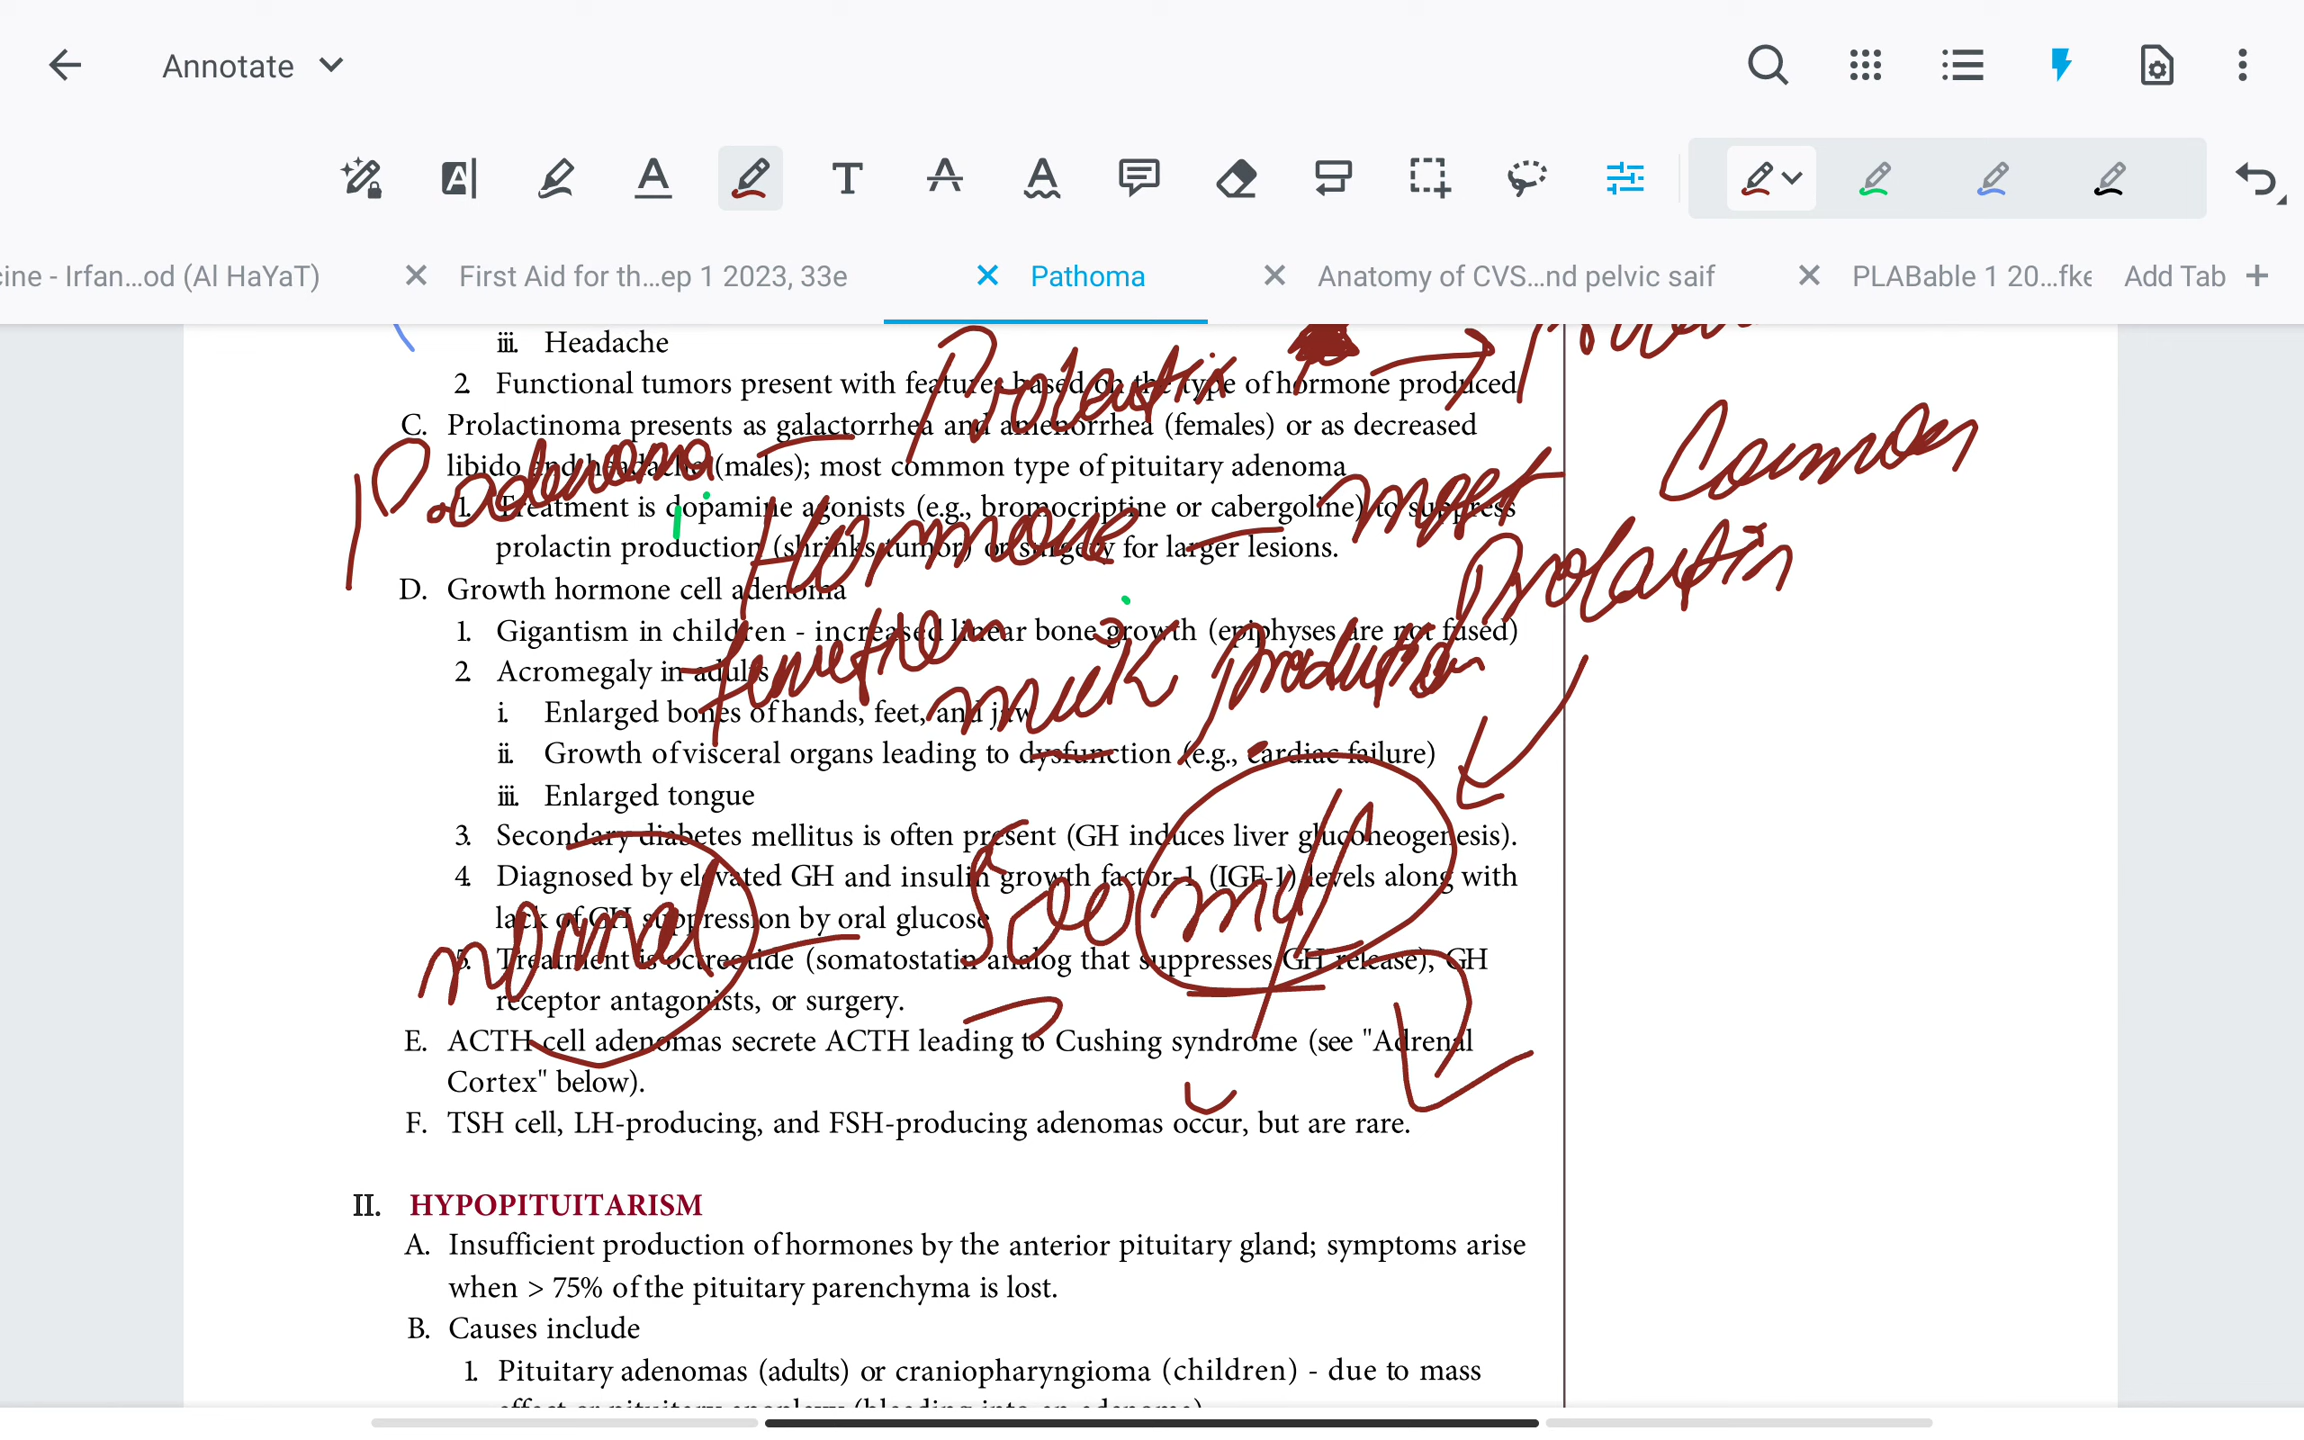 Annotate
cine - Irfan...od (Al HaYaT)
First Aid for th...ep 1 2023, 33e
Pathoma
Anatomy of CVS...nd pelvic saif
PLABable 1 20...fke
Add Tab
iii. Headache
2. Functional tumors present with features based on the type of hormone produced
Prolactin
C. Prolactinoma presents as galactorrhea and amenorrhea (females) or as decreased
Common
libido and headache (males); most common type of pituitary adenoma
P. adenoma
most
1. Treatment is dopamine agonists (e.g., bromocriptine or cabergoline) to suppress
Hormone
prolactin production (shrinks tumor) or surgery for larger lesions.
Prolactin
D. Growth hormone cell adenoma
1. Gigantism in children - increased linear bone growth (epiphyses are not fused)
2. Acromegaly in adults
function
milk production
i. Enlarged bones of hands, feet, and jaw
ii. Growth of visceral organs leading to dysfunction (e.g., cardiac failure)
iii. Enlarged tongue
3. Secondary diabetes mellitus is often present (GH induces liver gluconeogenesis).
4. Diagnosed by elevated GH and insulin growth factor-1 (IGF-1) levels along with
lack of GH suppression by oral glucose
normal
500
5. Treatment is octreotide (somatostatin analog that suppresses GH release), GH
receptor antagonists, or surgery.
E. ACTH cell adenomas secrete ACTH leading to Cushing syndrome (see "Adrenal
Cortex" below).
F. TSH cell, LH-producing, and FSH-producing adenomas occur, but are rare.
II. HYPOPITUITARISM
A. Insufficient production of hormones by the anterior pituitary gland; symptoms arise
when > 75% of the pituitary parenchyma is lost.
B. Causes include
1. Pituitary adenomas (adults) or craniopharyngioma (children) - due to mass
effect or pituitary apoplexy (bleeding into an adenoma)